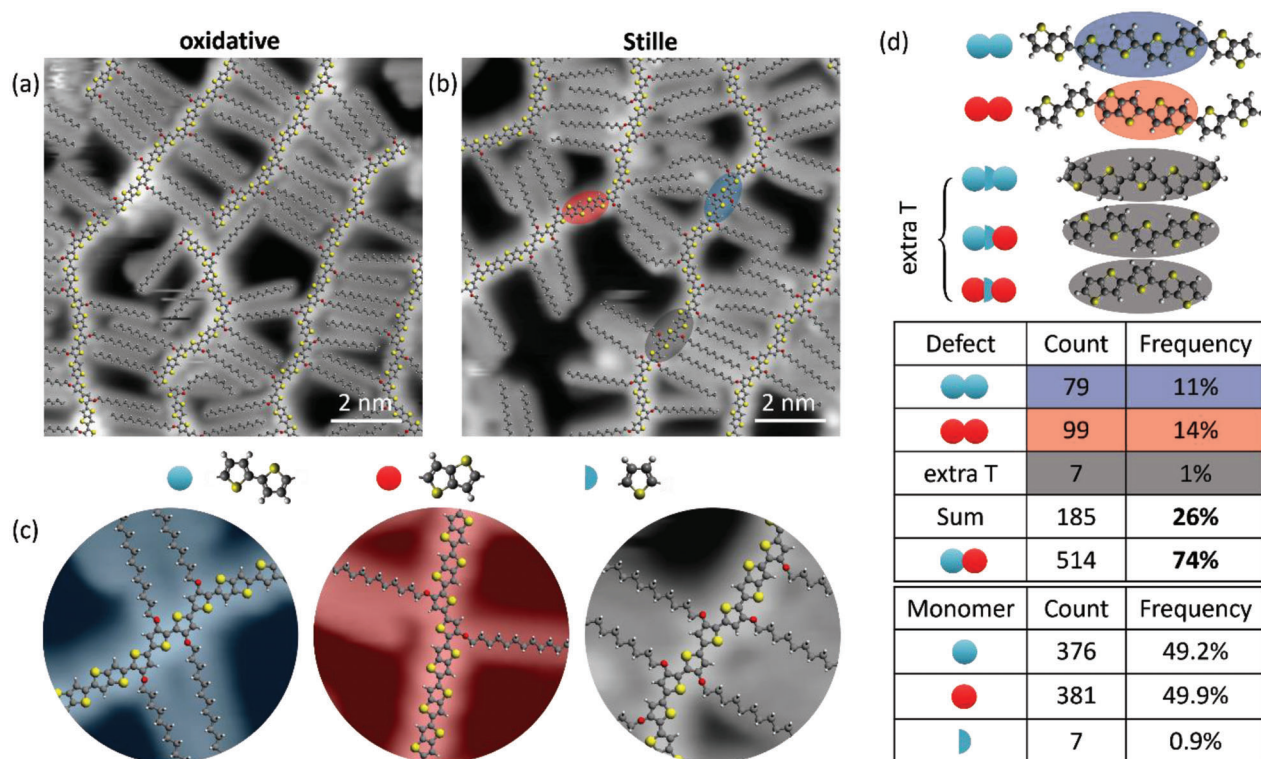 oxidative
Stille
(a)
(b)
2 nm
2 nm
(c)
(d)
extra T
Defect Count Frequency
79 11%
99 14%
extra T 7 1%
Sum 185 26%
514 74%
Monomer Count Frequency
376 49.2%
381 49.9%
7 0.9%